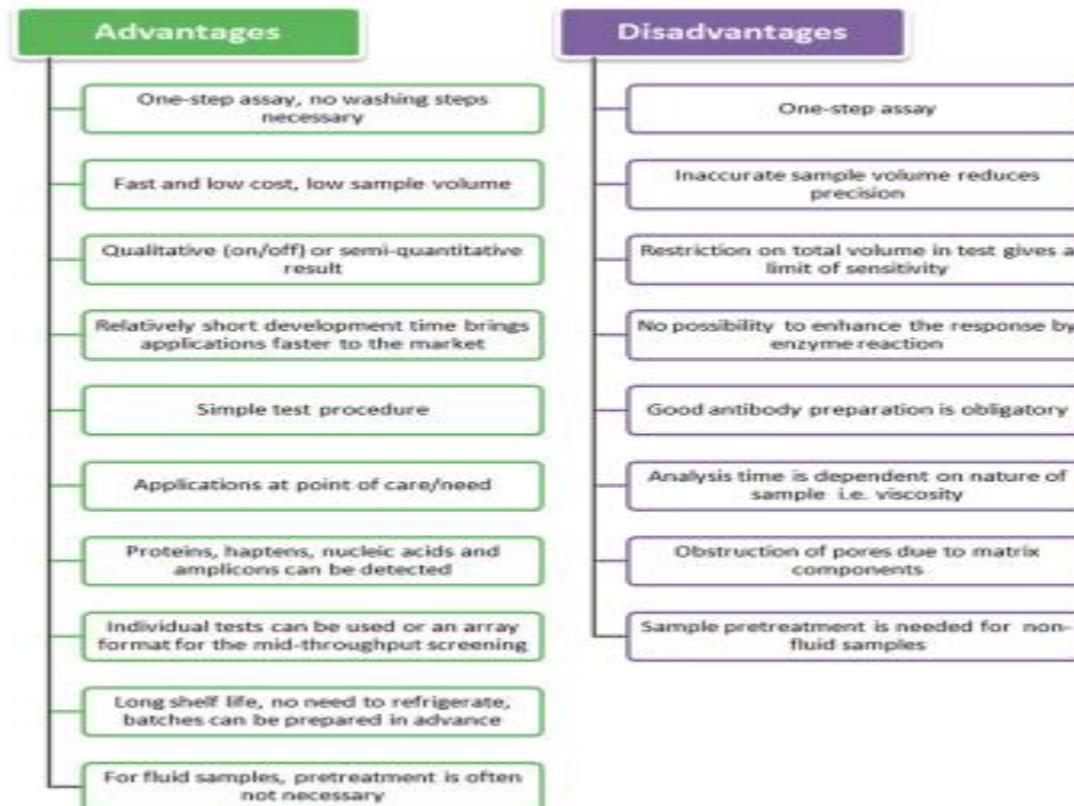 Advantages
One-step assay, no washing steps
necessary
Fast and low cost, low sample volume
Qualitative (on/off) or semi-quantitative
result
Relatively short development time brings
applications faster to the market
Simple test procedure
Applications at point of care/need
Proteins, haptens, nucleic acids and
amplicons can be detected
Individual tests can be used or an array
format for the mid-throughput screening
Long shelf life, no need to refrigerate,
batches can be prepared in advance
For fluid samples, pretreatment is often
not necessary
Disadvantages
One-step assay
Inaccurate sample volume reduces
precision
Restriction on total volume in test gives a
limit of sensitivity
No possibility to enhance the response by
enzyme reaction
Good antibody preparation is obligatory
Analysis time is dependent on nature of
sample i.e. viscosity
Obstruction of pores due to matrix
components
Sample pretreatment is needed for non-
fluid samples